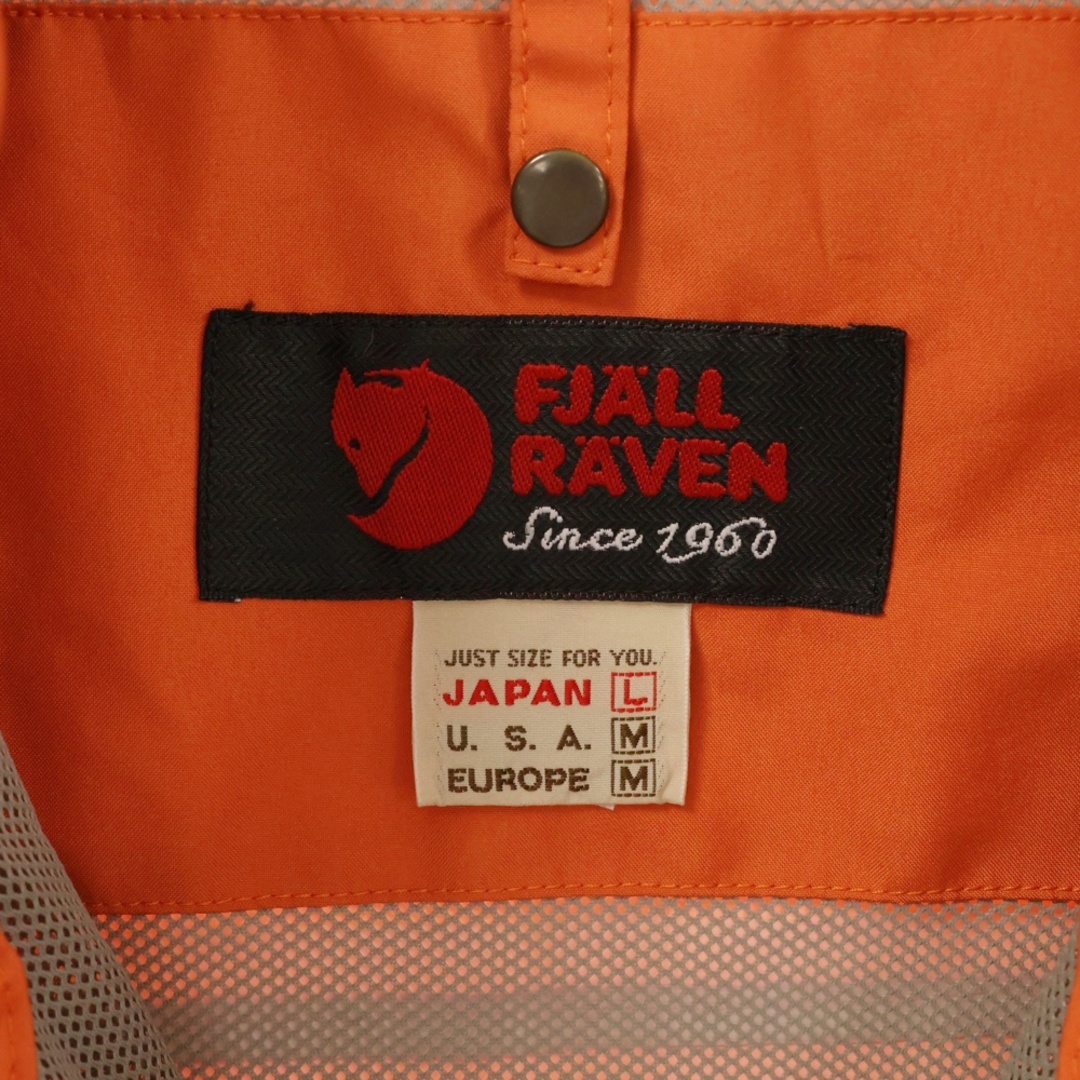 FJÄLL
RÄVEN
Since 1960
JUST SIZE FOR YOU.
JAPAN L
U. S. A. M
EUROPE M